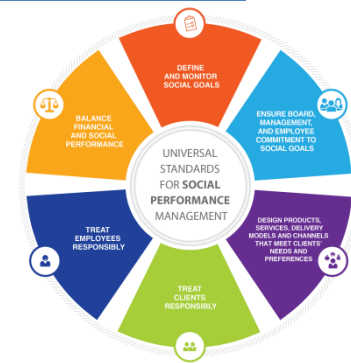 DEFINE
AND MONITOR
SOCIAL GOALS
ENSURE BOARD,
MANAGEMENT,
AND EMPLOYEE
COMMITMENT TO
SOCIAL GOALS
DESIGN PRODUCTS,
SERVICES, DELIVERY
MODELS AND CHANNELS
THAT MEET CLIENTS'
NEEDS AND
PREFERENCES
TREAT
CLIENTS
RESPONSIBLY
TREAT
EMPLOYEES
RESPONSIBLY
BALANCE
FINANCIAL
AND SOCIAL
PERFORMANCE
UNIVERSAL
STANDARDS
FOR SOCIAL
PERFORMANCE
MANAGEMENT